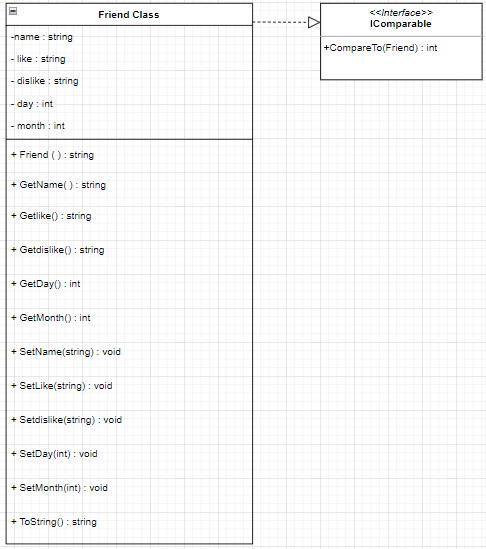 Friend Class
-name : string
- like : string
- dislike : string
- day : int
- month : int
+ Friend ( ) : string
+ GetName( ) : string
+ Getlike() : string
+ Getdislike() : string
+ GetDay() : int
+ GetMonth() : int
+ SetName(string) : void
+ SetLike(string) : void
+ Setdislike(string) : void
+ SetDay(int) : void
+ SetMonth(int) : void
+ ToString() : string
<<Interface>>
IComparable
+CompareTo(Friend) : int